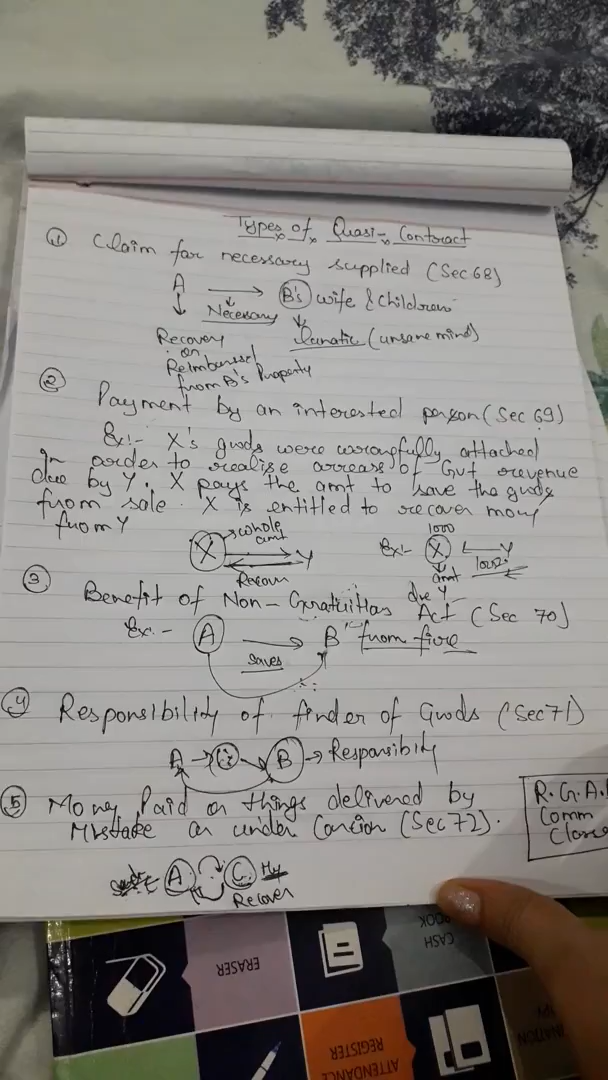 Types of Quasi- Contract
① Claim for necessary supplied (Sec 68)
A → B's wife & Children
Necessary
Recovery
or
Reimbursed
from B's Property
lunatic (unsane mind)
② Payment by an interested person (Sec 69)
Ex:- X's goods were wrongfully attached
In order to realise arrears of Gvt revenue
due by Y. X pays the amt to save the goods
from sale. X is entitled to recover mony
from Y
X → whole amt
Y
Recover
Ex:- 1000
X ← Y
amt
due Y
③ Benefit of Non- Gratuitias Act (Sec 70)
Ex:- A → B from fire
saves
④ Responsibility of finder of Goods (Sec 71)
A → B → Responsibity
⑤ Money Paid or things delivered by
Mistake or under Corcion (Sec 72).
A C
Recover
R.G.A.
Comm
CASH
BOOK
ERASER
ATTENDANCE
REGISTER